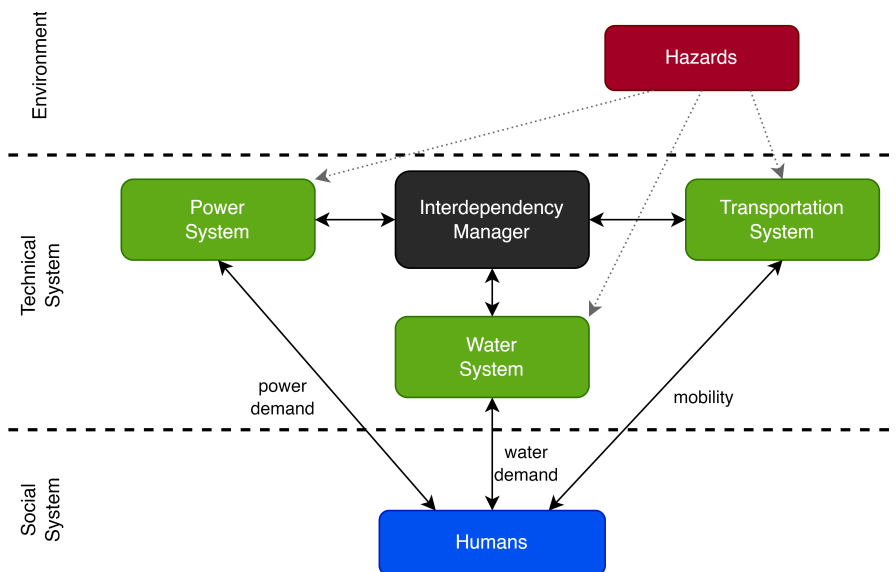 Environment
Hazards
Technical
System
Power
System
Interdependency
Manager
Transportation
System
Water
System
power
demand
mobility
water
demand
Social
System
Humans